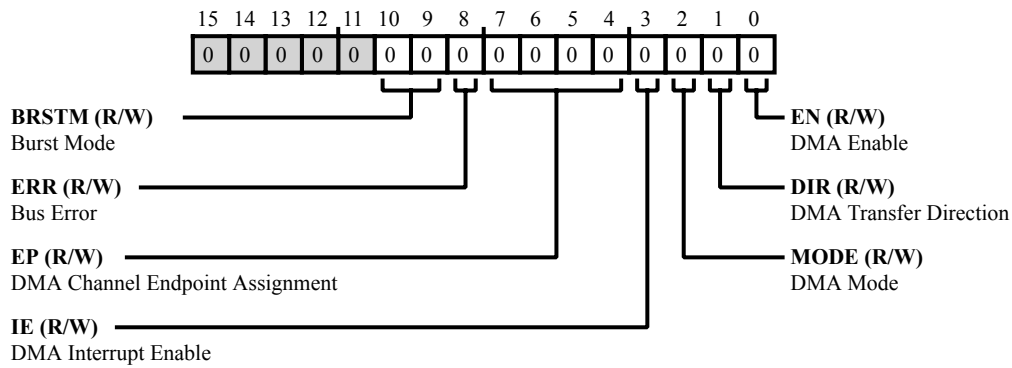 15 14 13 12 11 10 9 8 7 6 5 4 3 2 1 0
0 0 0 0 0 0 0 0 0 0 0 0 0 0 0 0
BRSTM (R/W)
Burst Mode
ERR (R/W)
Bus Error
EP (R/W)
DMA Channel Endpoint Assignment
IE (R/W)
DMA Interrupt Enable
EN (R/W)
DMA Enable
DIR (R/W)
DMA Transfer Direction
MODE (R/W)
DMA Mode